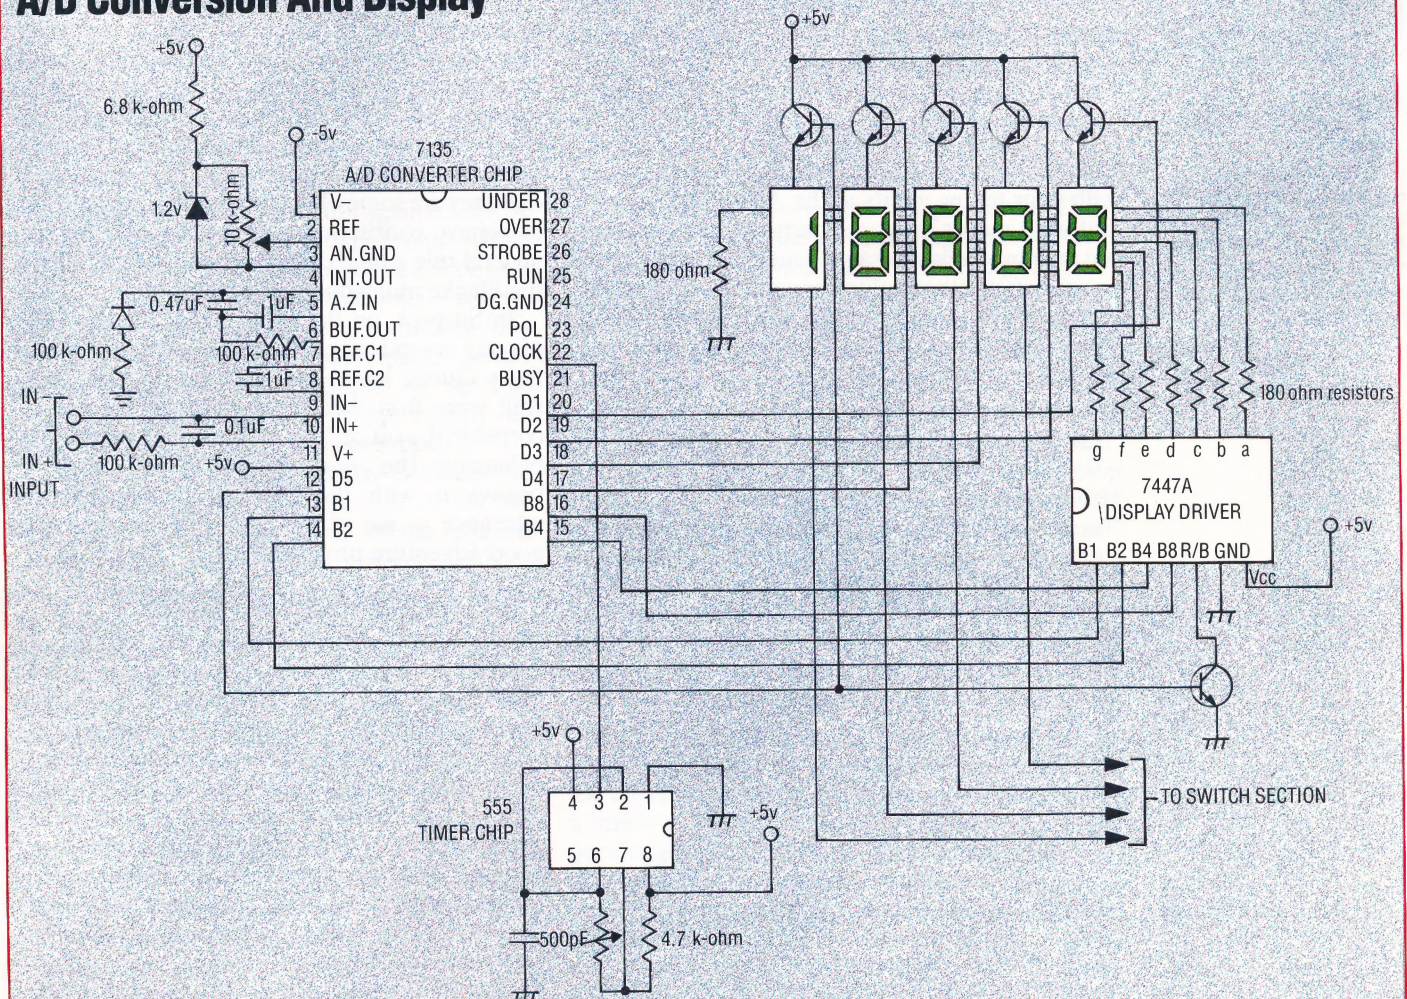 A/D Conversion And Display
+5v
+5v
6.8 k-ohm
-5v
7135
A/D CONVERTER CHIP
1.2v
10 k-ohm
1 V– UNDER 28
2 REF OVER 27
3 AN.GND STROBE 26
4 INT.OUT RUN 25
5 A.Z IN DG.GND 24
6 BUF.OUT POL 23
7 REF.C1 CLOCK 22
8 REF.C2 BUSY 21
9 IN– D1 20
10 IN+ D2 19
11 V+ D3 18
12 D5 D4 17
13 B1 B8 16
14 B2 B4 15
0.47uF
1uF
100 k-ohm
100 k-ohm
1uF
IN –
0.1uF
IN +
100 k-ohm
+5v
INPUT
180 ohm
1 8 8 8 8
180 ohm resistors
g f e d c b a
7447A
DISPLAY DRIVER
B1 B2 B4 B8 R/B GND
Vcc
+5v
TO SWITCH SECTION
+5v
555
TIMER CHIP
4 3 2 1
5 6 7 8
+5v
500pF
4.7 k-ohm